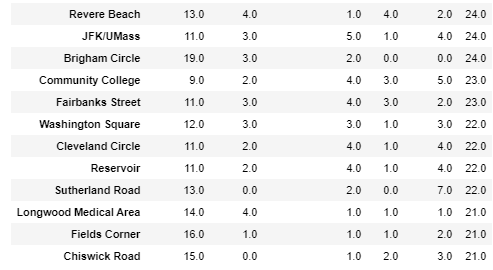 Revere Beach 13.0 4.0 1.0 4.0 2.0 24.0
JFK/UMass 11.0 3.0 5.0 1.0 4.0 24.0
Brigham Circle 19.0 3.0 2.0 0.0 0.0 24.0
Community College 9.0 2.0 4.0 3.0 5.0 23.0
Fairbanks Street 11.0 3.0 4.0 3.0 2.0 23.0
Washington Square 12.0 3.0 3.0 1.0 3.0 22.0
Cleveland Circle 11.0 2.0 4.0 1.0 4.0 22.0
Reservoir 11.0 2.0 4.0 1.0 4.0 22.0
Sutherland Road 13.0 0.0 2.0 0.0 7.0 22.0
Longwood Medical Area 14.0 4.0 1.0 1.0 1.0 21.0
Fields Corner 16.0 1.0 1.0 1.0 2.0 21.0
Chiswick Road 15.0 0.0 1.0 2.0 3.0 21.0